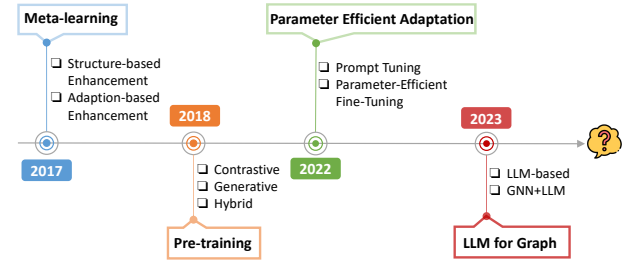 Meta-learning
❑ Structure-based
Enhancement
❑ Adaption-based
Enhancement
2017
2018
❑ Contrastive
❑ Generative
❑ Hybrid
Pre-training
Parameter Efficient Adaptation
❑ Prompt Tuning
❑ Parameter-Efficient
Fine-Tuning
2022
2023
❑ LLM-based
❑ GNN+LLM
LLM for Graph
?